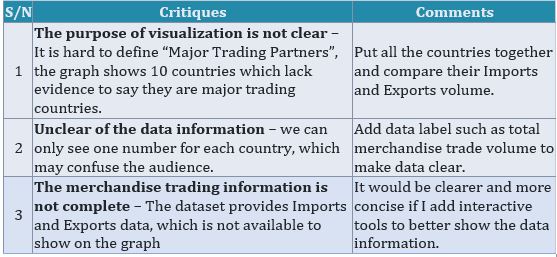 S/N Critiques Comments
The purpose of visualization is not clear –
It is hard to define "Major Trading Partners",
1 the graph shows 10 countries which lack
evidence to say they are major trading
countries.
Put all the countries together
and compare their Imports
and Exports volume.
Unclear of the data information – we can
2 only see one number for each country, which
may confuse the audience.
Add data label such as total
merchandise trade volume to
make data clear.
The merchandise trading information is
not complete – The dataset provides Imports
3 and Exports data, which is not available to
show on the graph
It would be clearer and more
concise if I add interactive
tools to better show the data
information.